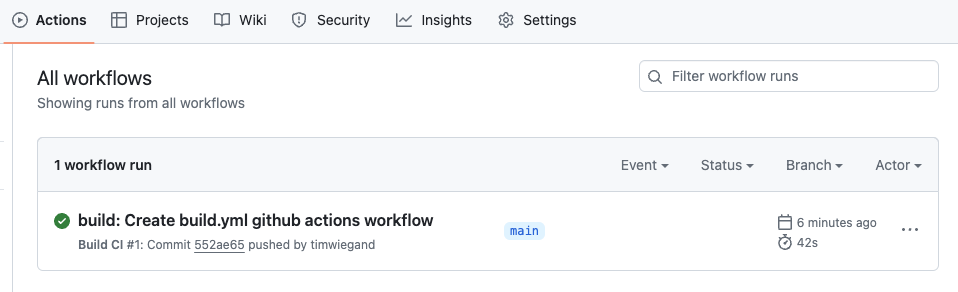 Actions Projects Wiki Security Insights Settings
All workflows
Filter workflow runs
Showing runs from all workflows
1 workflow run Event Status Branch Actor
build: Create build.yml github actions workflow
main
6 minutes ago
Build CI #1: Commit 552ae65 pushed by timwiegand
42s